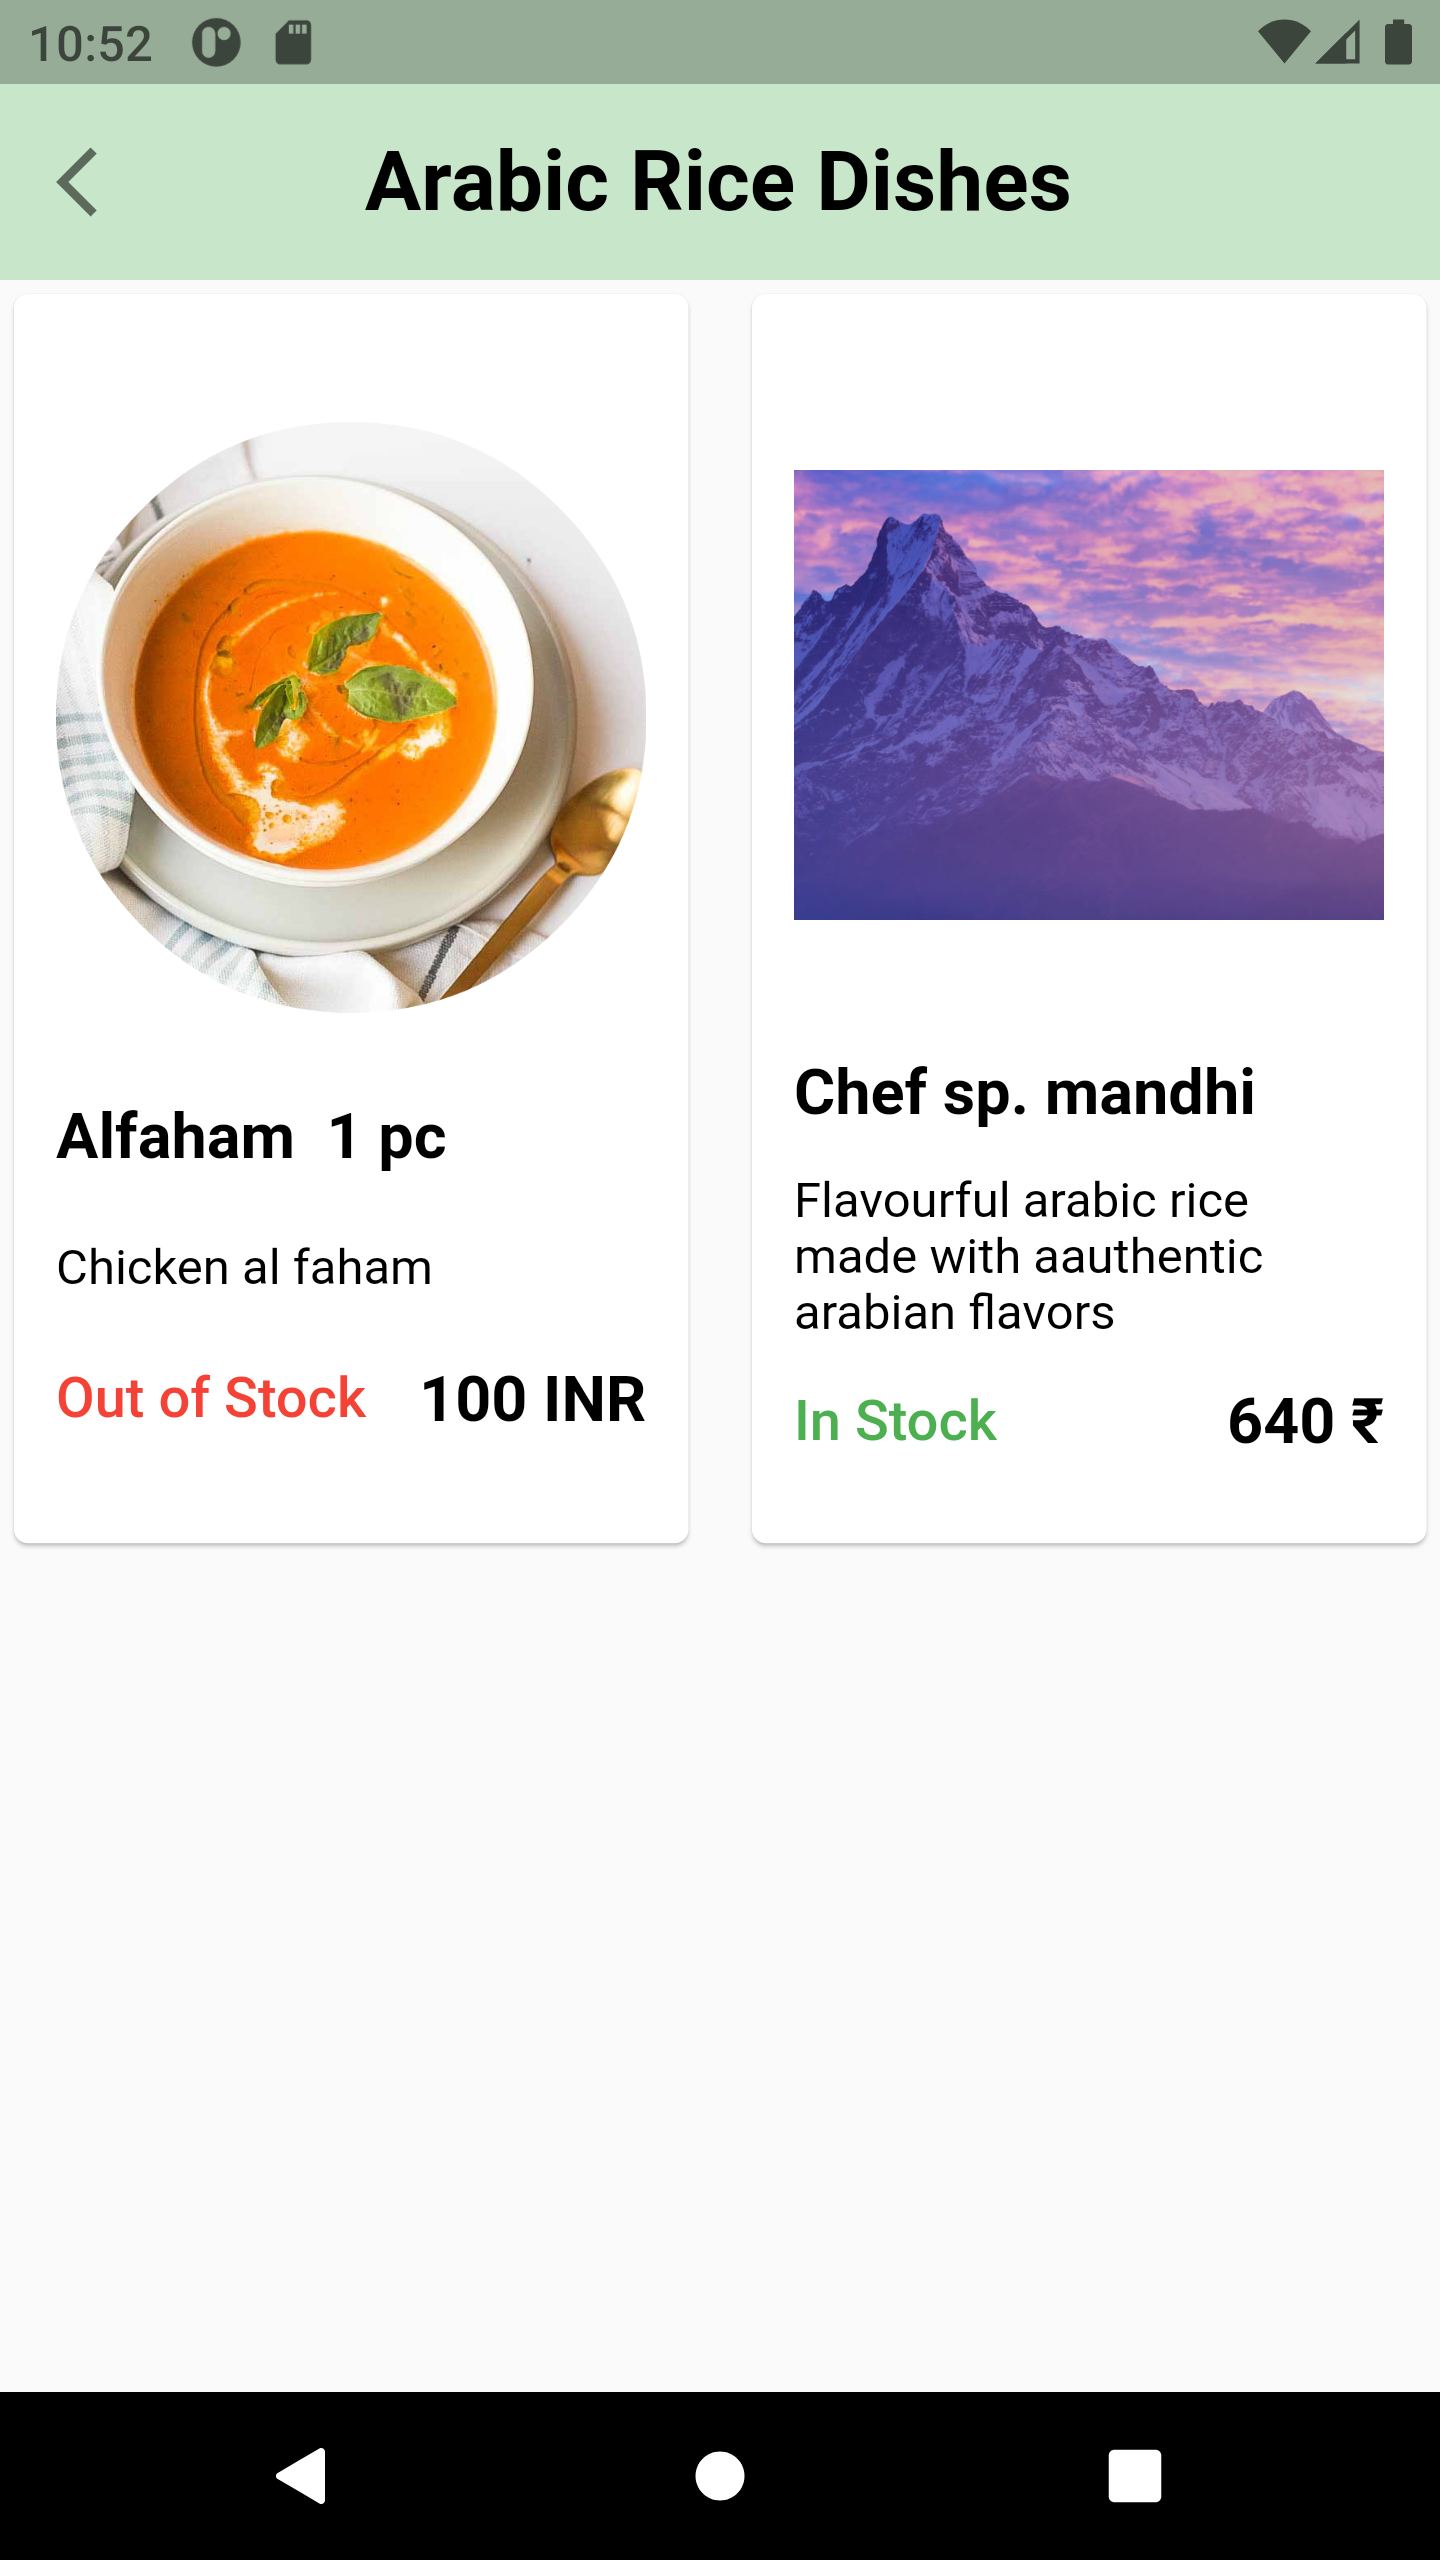 10:52
Arabic Rice Dishes
Alfaham  1 pc
Chicken al faham
Out of Stock 100 INR
Chef sp. mandhi
Flavourful arabic rice
made with aauthentic
arabian flavors
In Stock 640 ₹